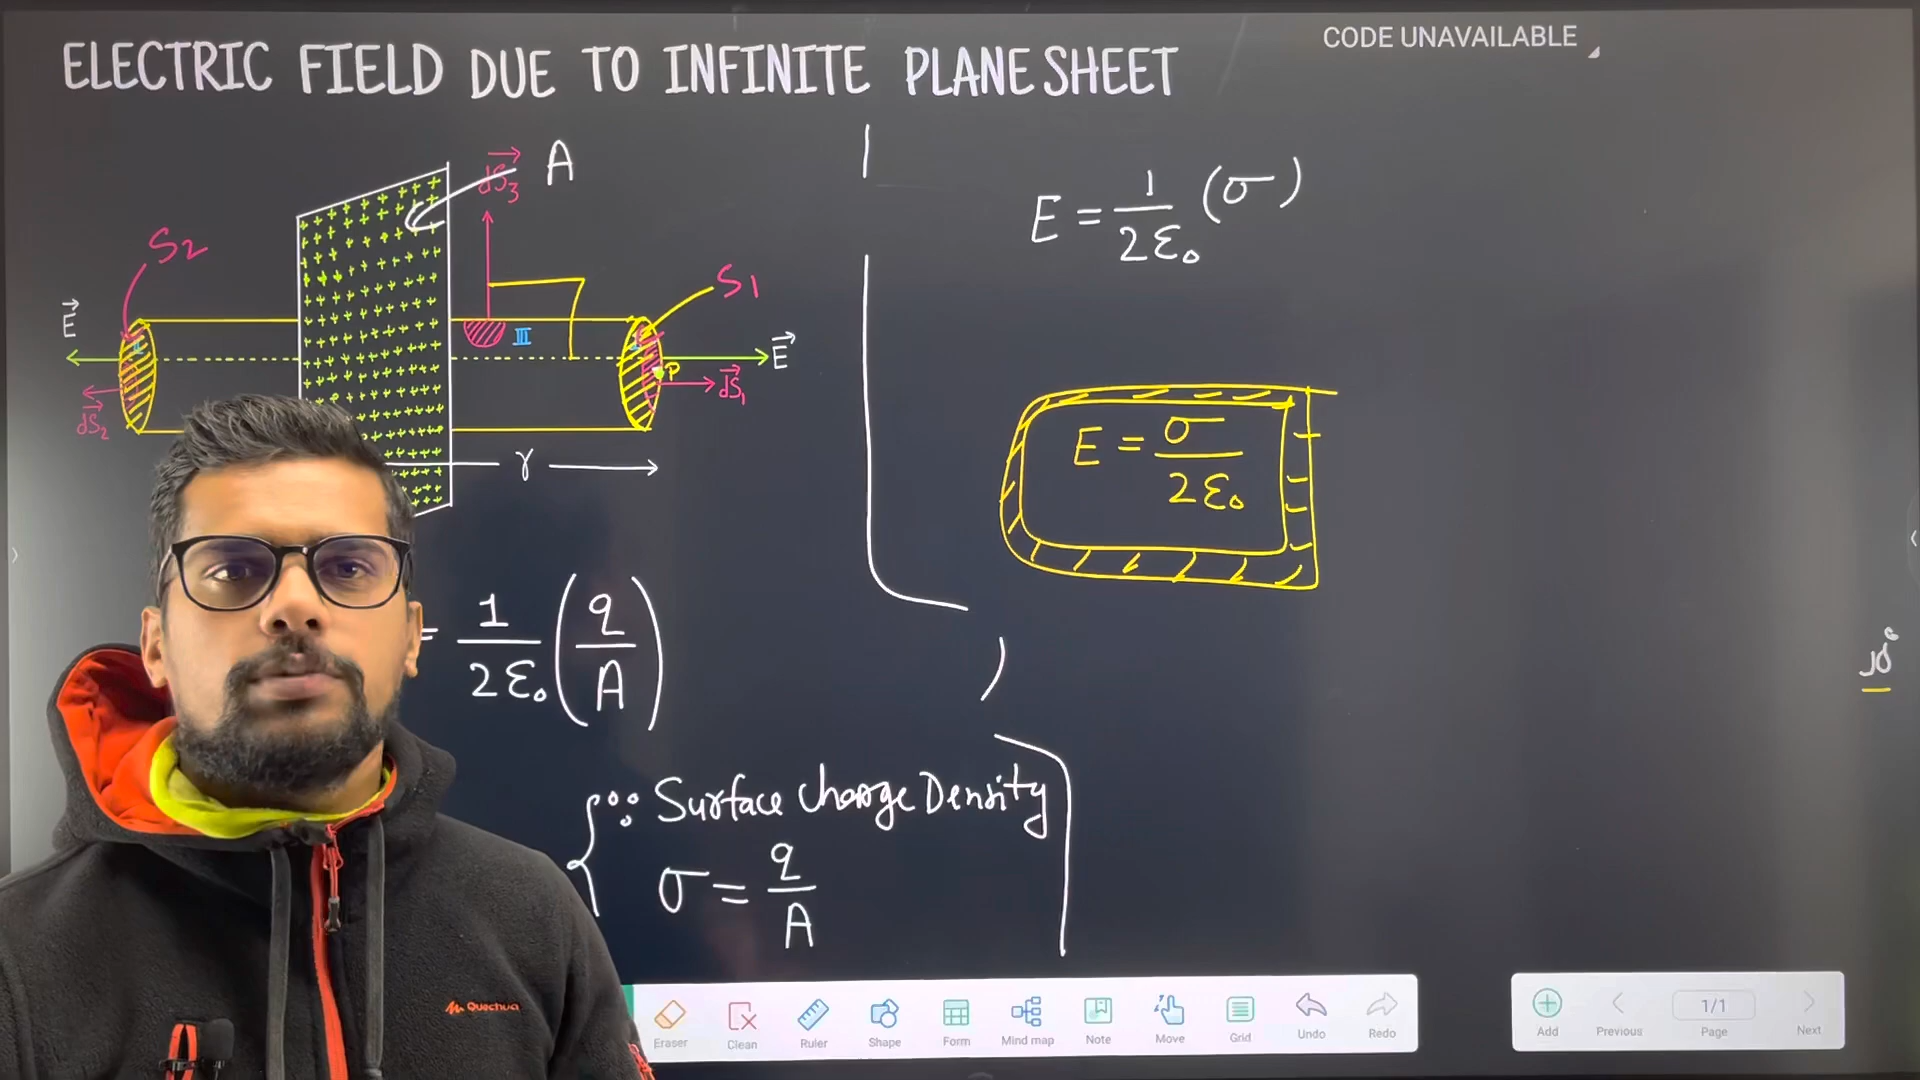 CODE UNAVAILABLE
ELECTRIC FIELD DUE TO INFINITE PLANE SHEET
dS₃ A
S₂
S₁
E
E
III
P
dS₁
dS₂
r
= 1/2ε₀ (q/A)
{∵ Surface Charge Density
σ = q/A
E = 1/2ε₀ (σ)
E = σ/2ε₀
Quechua
Eraser
Clean
Ruler
Shape
Form
Mind map
Note
Move
Grid
Undo
Redo
Add
Previous
1/1
Page
Next